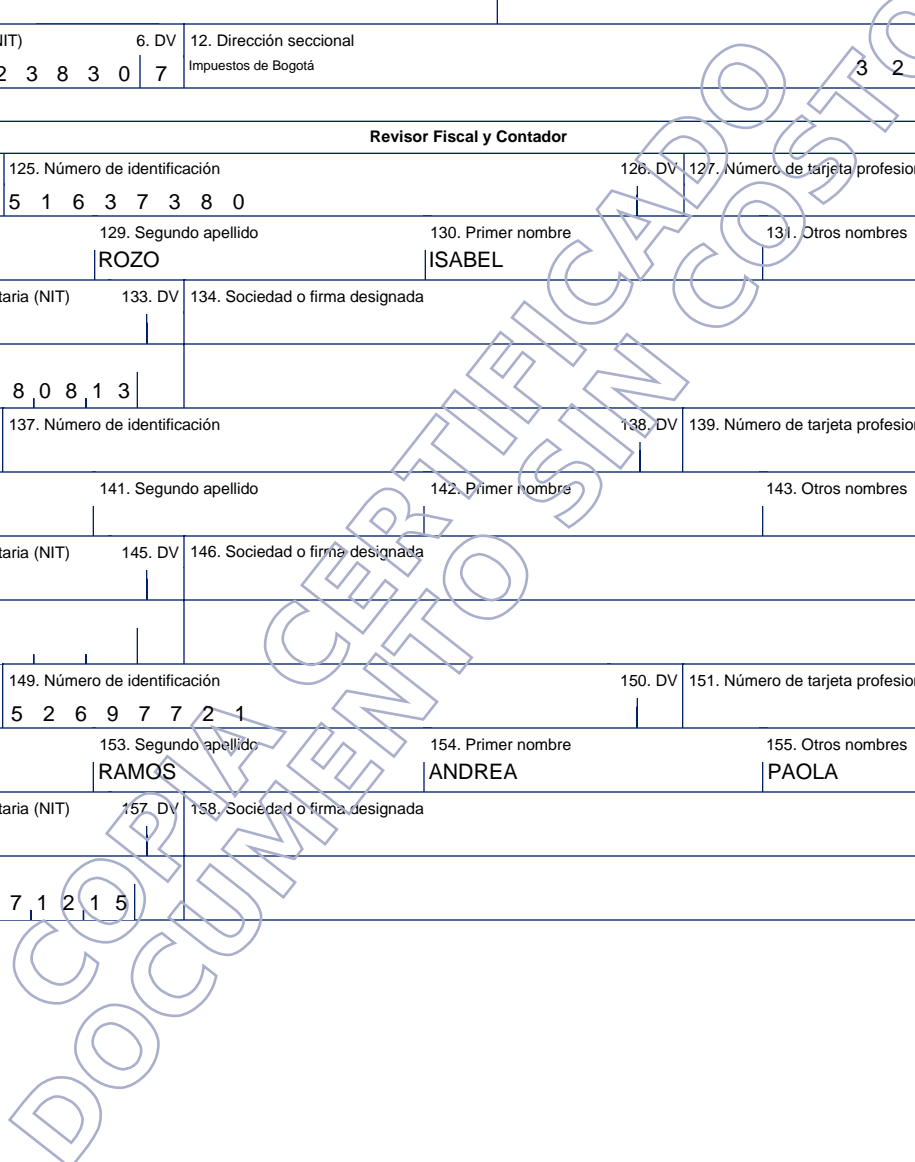 IT) 6. DV 12. Dirección seccional
2 3 8 3 0 7 Impuestos de Bogotá 3 2
Revisor Fiscal y Contador
125. Número de identificación 126. DV 127. Número de tarjeta profesion
5 1 6 3 7 3 8 0
129. Segundo apellido 130. Primer nombre 131. Otros nombres
ROZO ISABEL
taria (NIT) 133. DV 134. Sociedad o firma designada
8 0 8 1 3
137. Número de identificación 138. DV 139. Número de tarjeta profesion
141. Segundo apellido 142. Primer nombre 143. Otros nombres
taria (NIT) 145. DV 146. Sociedad o firma designada
149. Número de identificación 150. DV 151. Número de tarjeta profesion
5 2 6 9 7 7 2 1
153. Segundo apellido 154. Primer nombre 155. Otros nombres
RAMOS ANDREA PAOLA
taria (NIT) 157. DV 158. Sociedad o firma designada
7 1 2 1 5
COPIA CERTIFICADO
DOCUMENTO SIN COSTO